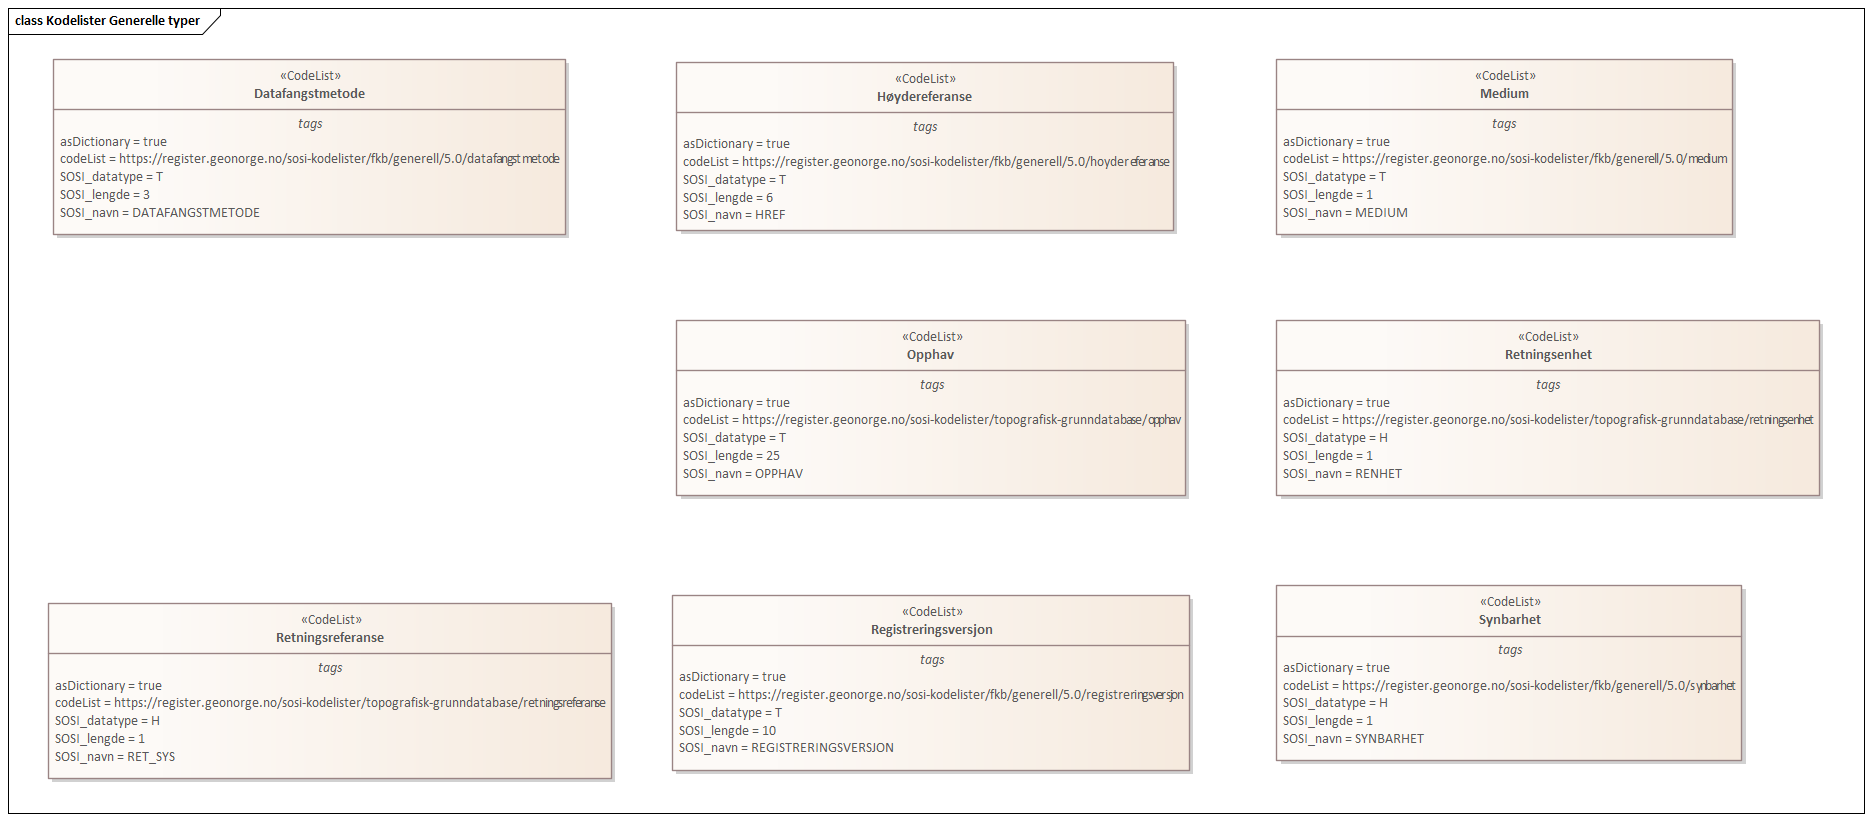 class Kodelister Generelle typer
«CodeList»
Datafangstmetode
tags
asDictionary = true
codeList = https://register.geonorge.no/sosi-kodelister/fkb/generell/5.0/datafangstmetode
SOSI_datatype = T
SOSI_lengde = 3
SOSI_navn = DATAFANGSTMETODE
«CodeList»
Høydereferanse
tags
asDictionary = true
codeList = https://register.geonorge.no/sosi-kodelister/fkb/generell/5.0/hoydereferanse
SOSI_datatype = T
SOSI_lengde = 6
SOSI_navn = HREF
«CodeList»
Medium
tags
asDictionary = true
codeList = https://register.geonorge.no/sosi-kodelister/fkb/generell/5.0/medium
SOSI_datatype = T
SOSI_lengde = 1
SOSI_navn = MEDIUM
«CodeList»
Opphav
tags
asDictionary = true
codeList = https://register.geonorge.no/sosi-kodelister/topografisk-grunndatabase/opphav
SOSI_datatype = T
SOSI_lengde = 25
SOSI_navn = OPPHAV
«CodeList»
Retningsenhet
tags
asDictionary = true
codeList = https://register.geonorge.no/sosi-kodelister/topografisk-grunndatabase/retningsenhet
SOSI_datatype = H
SOSI_lengde = 1
SOSI_navn = RENHET
«CodeList»
Retningsreferanse
tags
asDictionary = true
codeList = https://register.geonorge.no/sosi-kodelister/topografisk-grunndatabase/retningsreferanse
SOSI_datatype = H
SOSI_lengde = 1
SOSI_navn = RET_SYS
«CodeList»
Registreringsversjon
tags
asDictionary = true
codeList = https://register.geonorge.no/sosi-kodelister/fkb/generell/5.0/registreringsversjon
SOSI_datatype = T
SOSI_lengde = 10
SOSI_navn = REGISTRERINGSVERSJON
«CodeList»
Synbarhet
tags
asDictionary = true
codeList = https://register.geonorge.no/sosi-kodelister/fkb/generell/5.0/synbarhet
SOSI_datatype = H
SOSI_lengde = 1
SOSI_navn = SYNBARHET